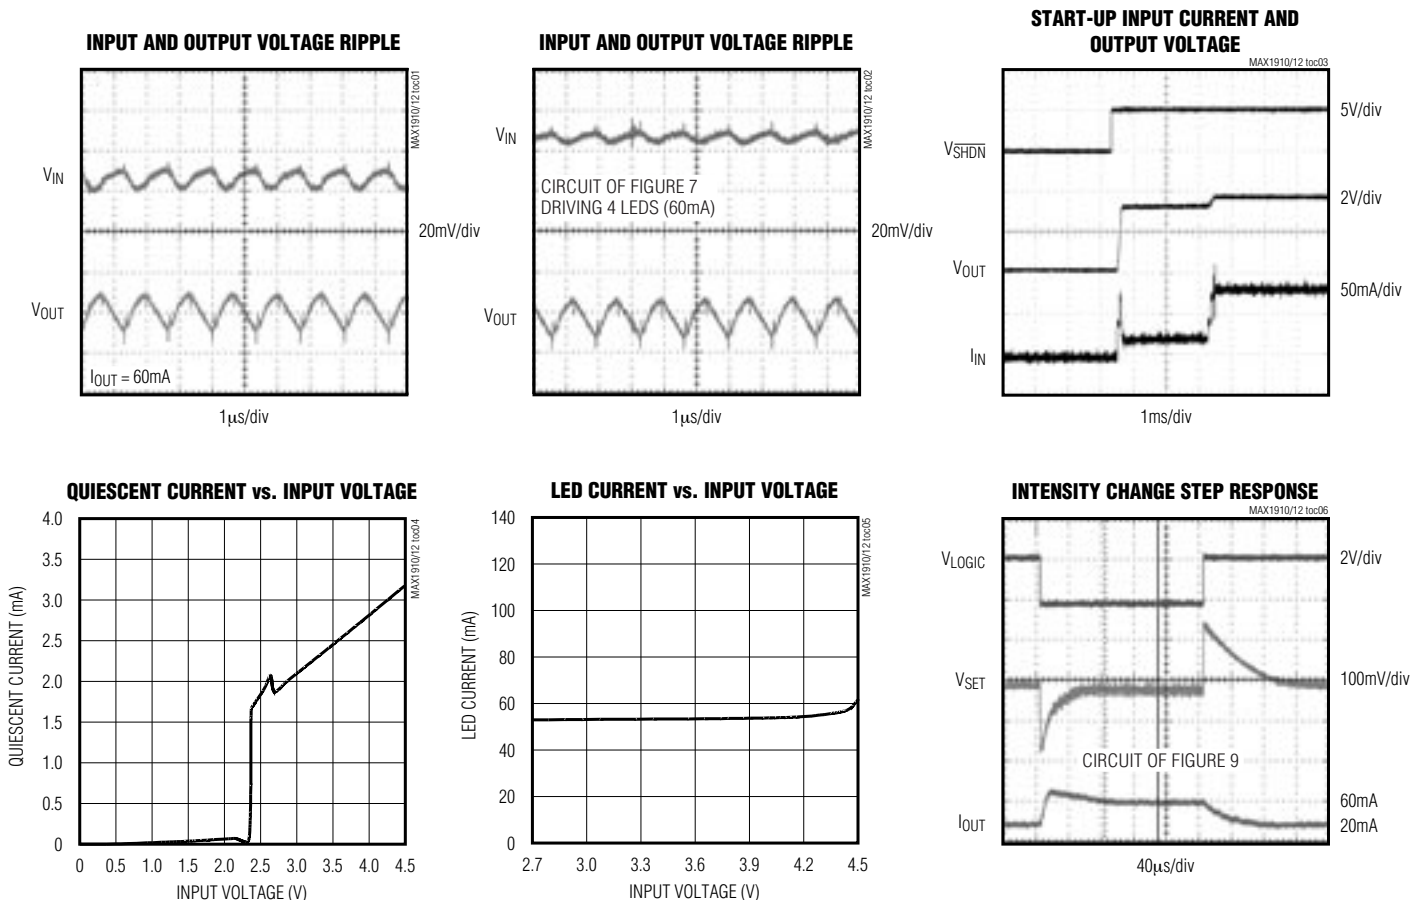 INPUT AND OUTPUT VOLTAGE RIPPLE
MAX1910/12 toc01
VIN
20mV/div
VOUT
IOUT = 60mA
1µs/div
INPUT AND OUTPUT VOLTAGE RIPPLE
MAX1910/12 toc02
VIN
CIRCUIT OF FIGURE 7
DRIVING 4 LEDS (60mA)
20mV/div
VOUT
1µs/div
START-UP INPUT CURRENT AND
OUTPUT VOLTAGE
MAX1910/12 toc03
5V/div
VSHDN
2V/div
VOUT
50mA/div
IIN
1ms/div
QUIESCENT CURRENT vs. INPUT VOLTAGE
MAX1910/12 toc04
QUIESCENT CURRENT (mA)
4.0
3.5
3.0
2.5
2.0
1.5
1.0
0.5
0
0 0.5 1.0 1.5 2.0 2.5 3.0 3.5 4.0 4.5
INPUT VOLTAGE (V)
LED CURRENT vs. INPUT VOLTAGE
MAX1910/12 toc05
LED CURRENT (mA)
140
120
100
80
60
40
20
0
2.7 3.0 3.3 3.6 3.9 4.2 4.5
INPUT VOLTAGE (V)
INTENSITY CHANGE STEP RESPONSE
MAX1910/12 toc06
VLOGIC
2V/div
VSET
100mV/div
CIRCUIT OF FIGURE 9
60mA
IOUT
20mA
40µs/div